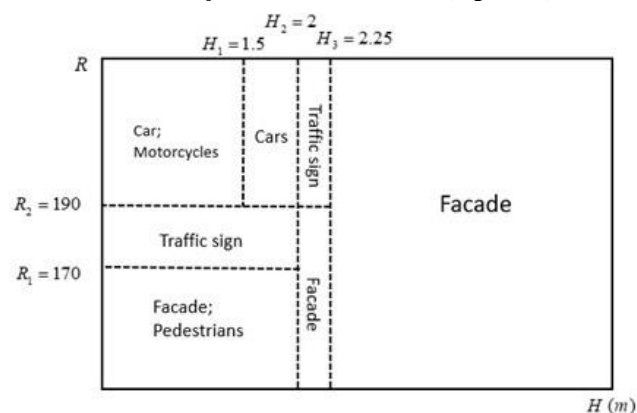 H₂ = 2
H₁ = 1.5
H₃ = 2.25
R
Car;
Motorcycles
Cars
Traffic sign
Facade
R₂ = 190
Traffic sign
R₁ = 170
Facade;
Pedestrians
Facade
H (m)